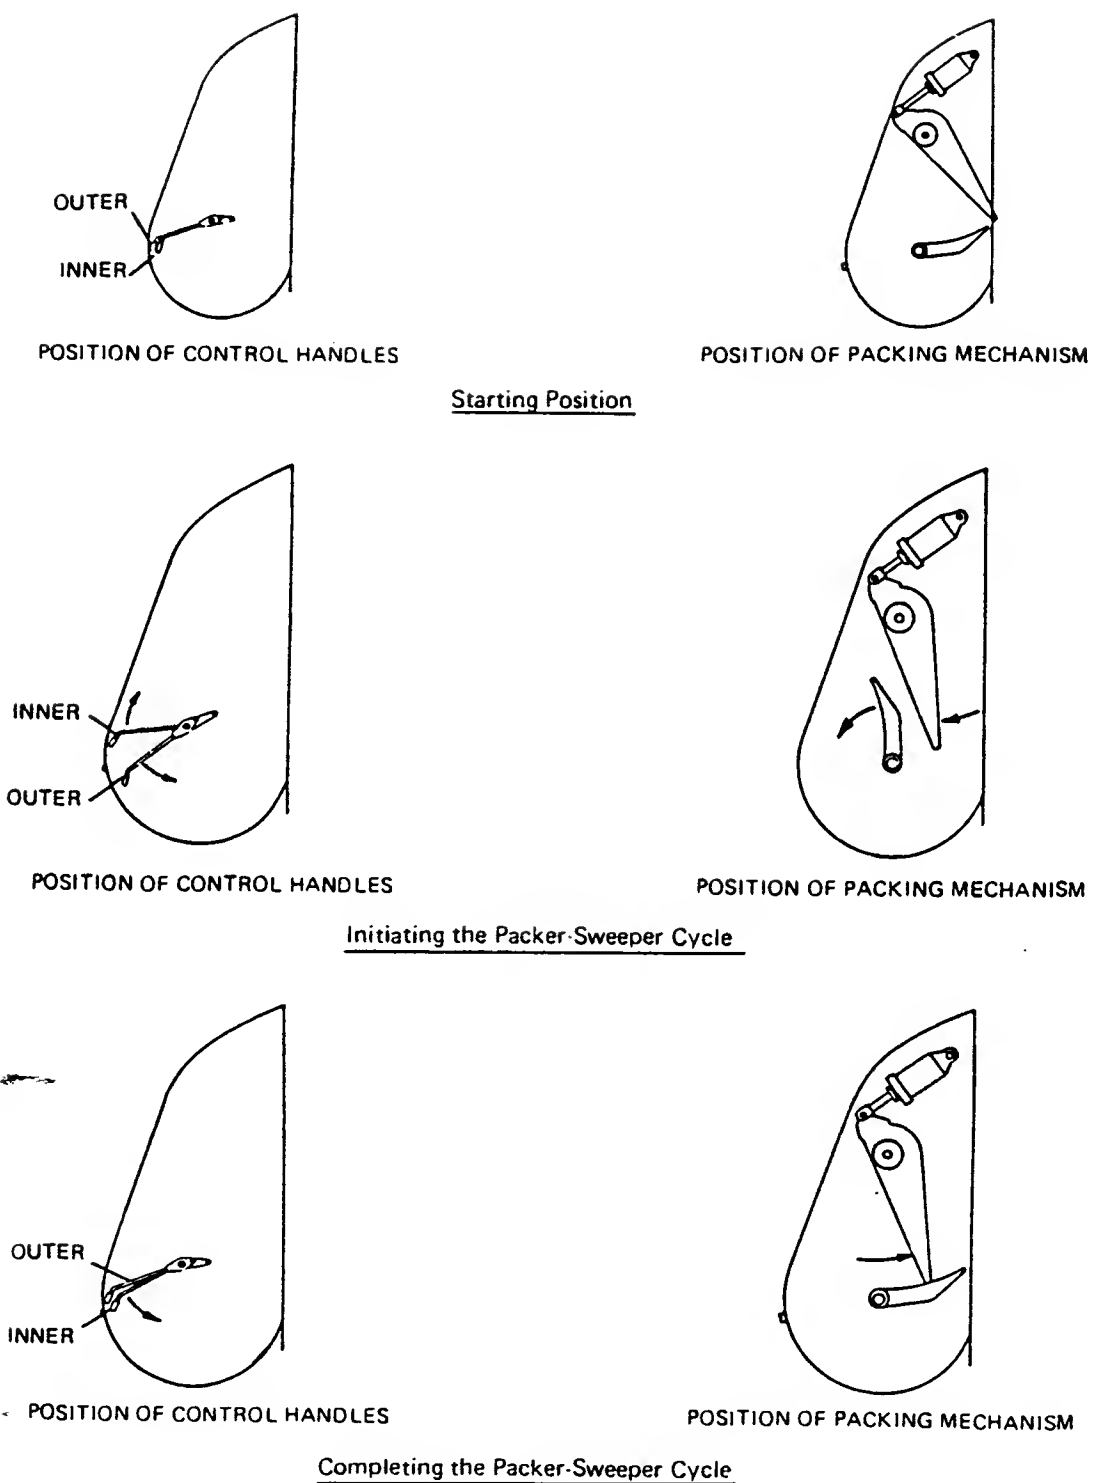 OUTER
INNER
POSITION OF CONTROL HANDLES
POSITION OF PACKING MECHANISM
Starting Position
INNER
OUTER
POSITION OF CONTROL HANDLES
POSITION OF PACKING MECHANISM
Initiating the Packer-Sweeper Cycle
OUTER
INNER
POSITION OF CONTROL HANDLES
POSITION OF PACKING MECHANISM
Completing the Packer-Sweeper Cycle